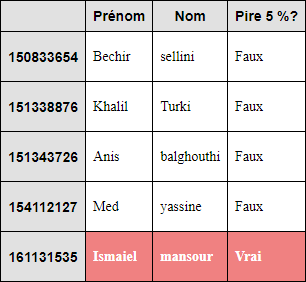 Prénom Nom Pire 5 %?
150833654 Bechir sellini Faux
151338876 Khalil Turki Faux
151343726 Anis balghouthi Faux
154112127 Med yassine Faux
161131535 Ismaiel mansour Vrai